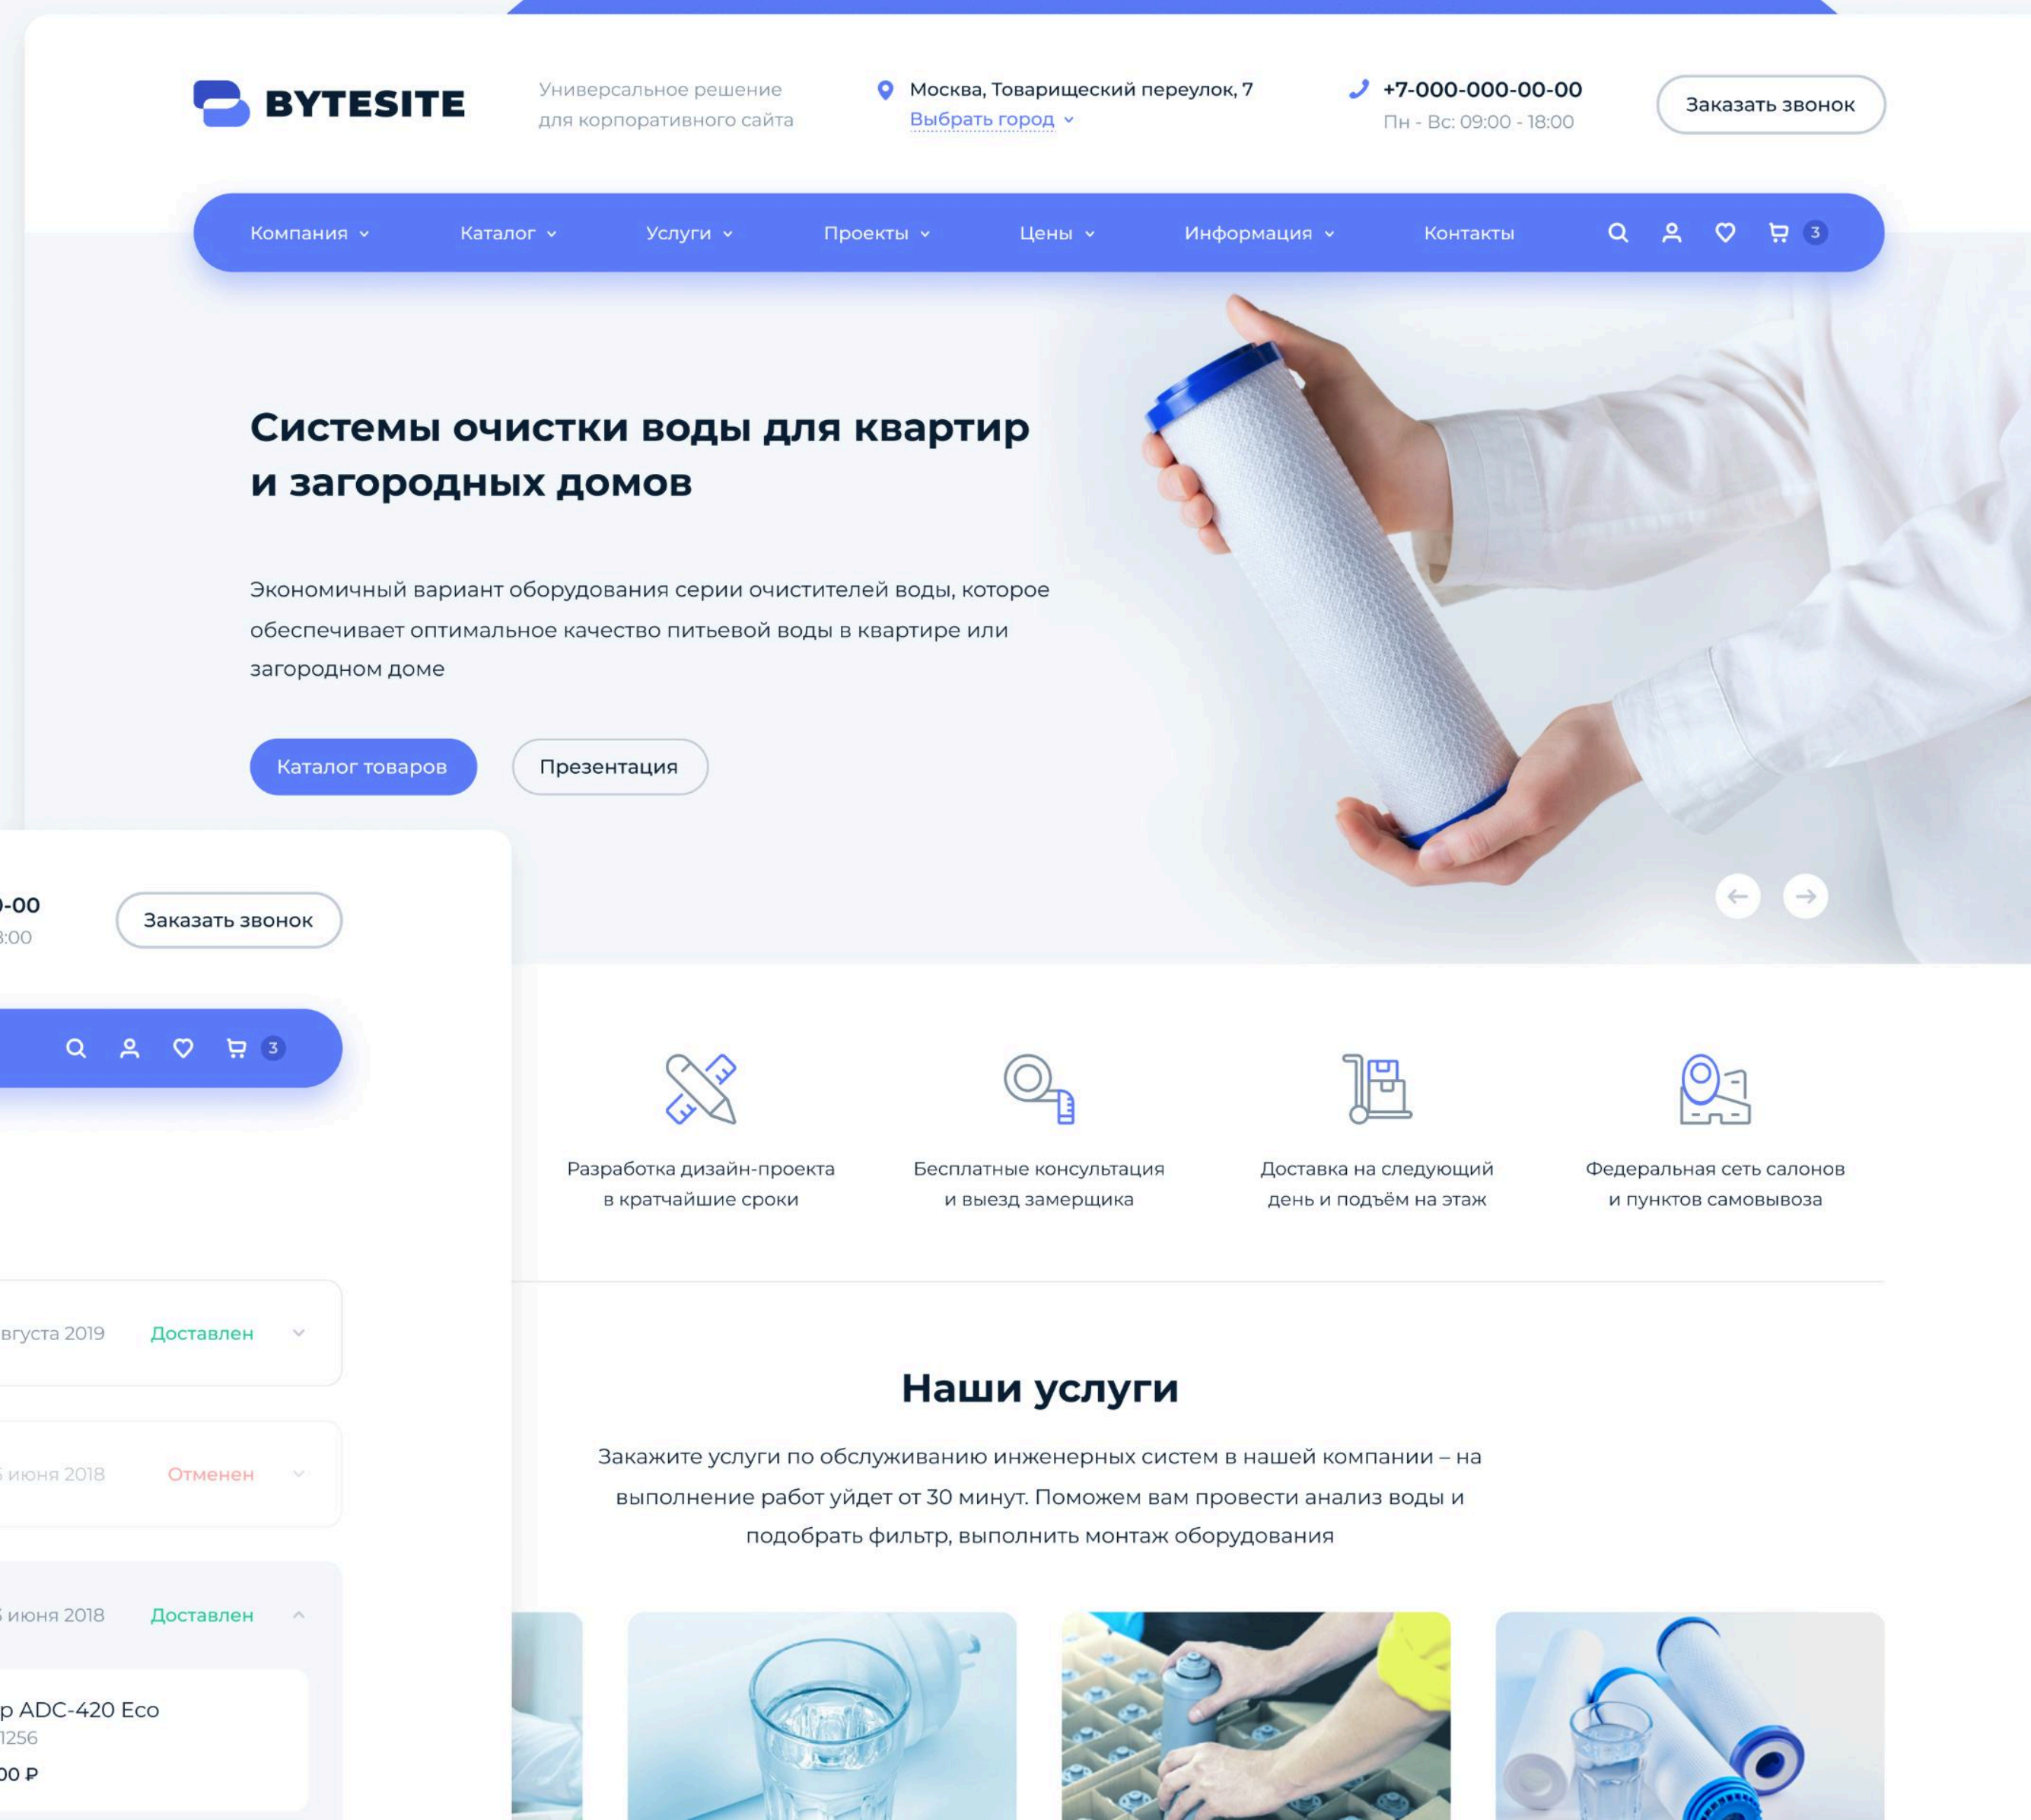 BYTESITE
Универсальное решение
для корпоративного сайта
Москва, Товарищеский переулок, 7
Выбрать город
+7-000-000-00-00
Пн - Вс: 09:00 - 18:00
Заказать звонок
Компания
Каталог
Услуги
Проекты
Цены
Информация
Контакты
3
Системы очистки воды для квартир
и загородных домов
Экономичный вариант оборудования серии очистителей воды, которое
обеспечивает оптимальное качество питьевой воды в квартире или
загородном доме
Каталог товаров
Презентация
-00
:00
Заказать звонок
3
Разработка дизайн-проекта
в кратчайшие сроки
Бесплатные консультация
и выезд замерщика
Доставка на следующий
день и подъём на этаж
Федеральная сеть салонов
и пунктов самовывоза
вгуста 2019
Доставлен
июня 2018
Отменен
июня 2018
Доставлен
р ADC-420 Eco
1256
00 ₽
Наши услуги
Закажите услуги по обслуживанию инженерных систем в нашей компании – на
выполнение работ уйдет от 30 минут. Поможем вам провести анализ воды и
подобрать фильтр, выполнить монтаж оборудования